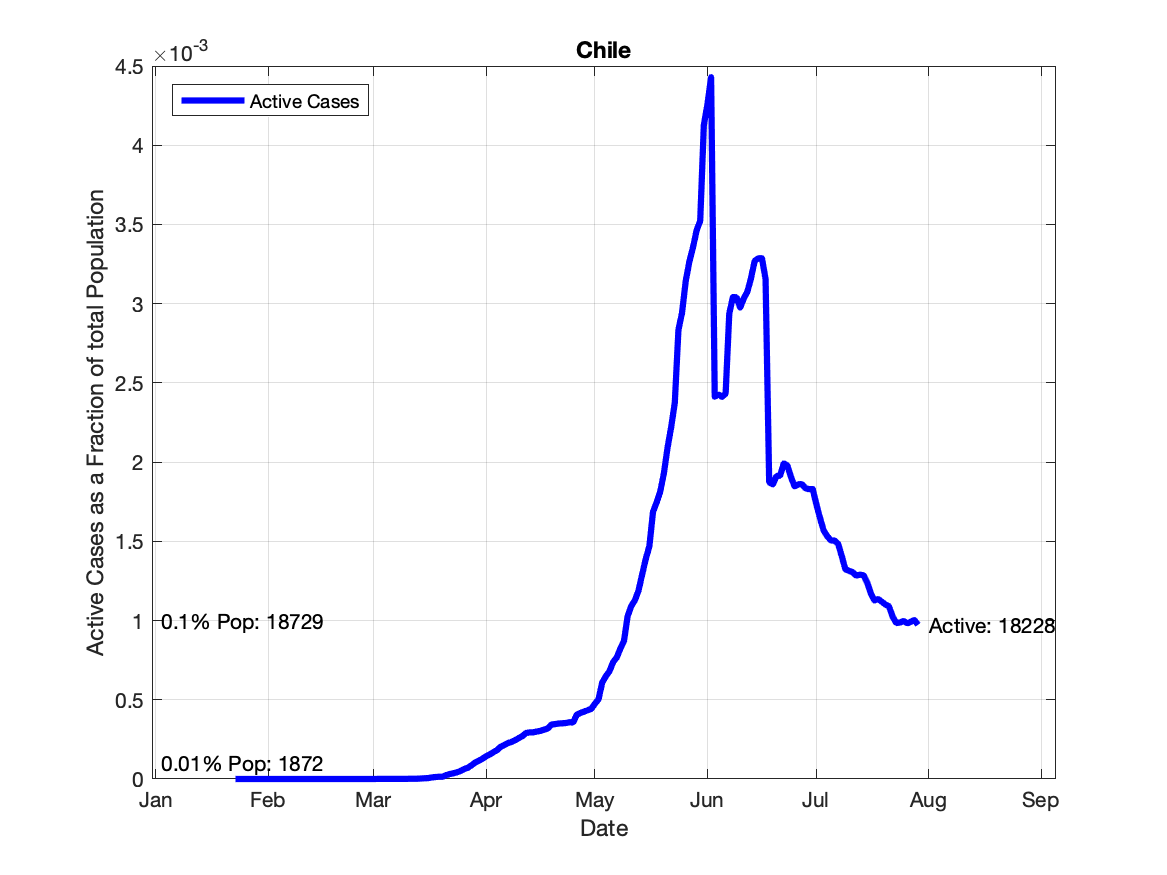 Chile
×10-3
4.5
4
3.5
3
2.5
2
1.5
1
0.5
0
Active Cases as a Fraction of total Population
Active Cases
0.1% Pop: 18729
Active: 18228
0.01% Pop: 1872
Jan Feb Mar Apr May Jun Jul Aug Sep
Date